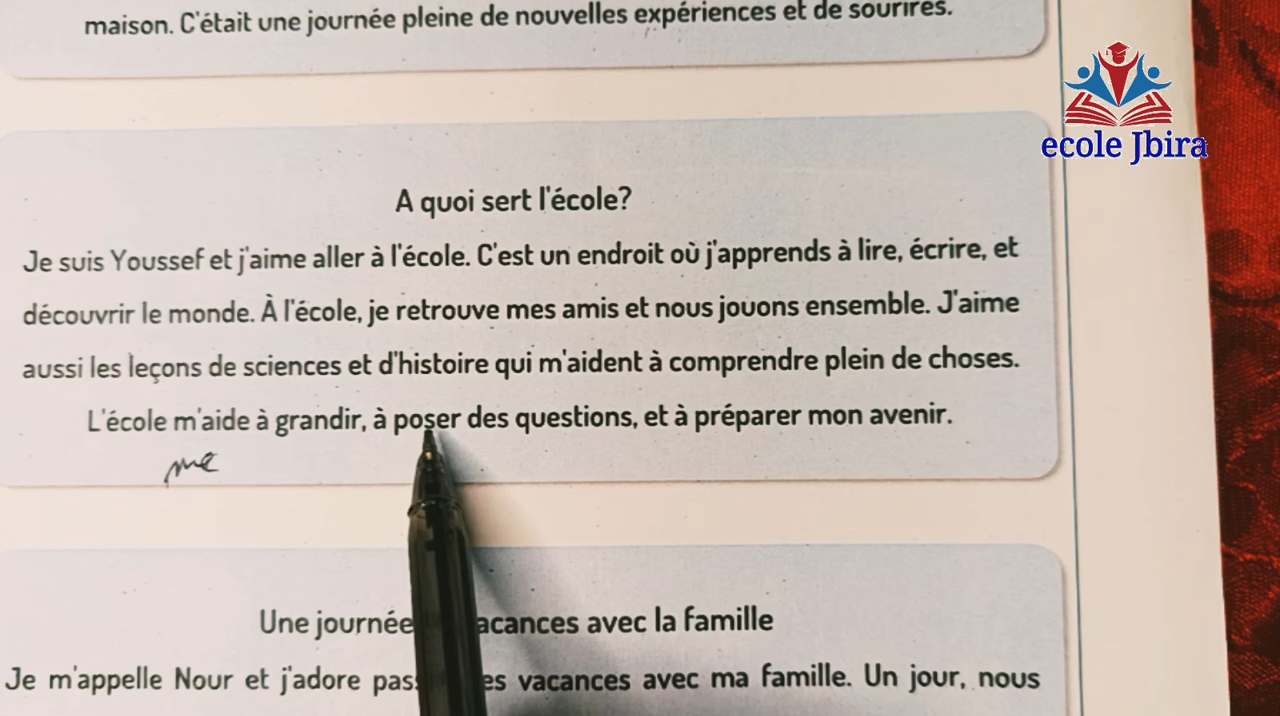 maison. C'était une journée pleine de nouvelles expériences et de sourires.
ecole Jbira
A quoi sert l'école?
Je suis Youssef et j'aime aller à l'école. C'est un endroit où j'apprends à lire, écrire, et
découvrir le monde. À l'école, je retrouve mes amis et nous jouons ensemble. J'aime
aussi les leçons de sciences et d'histoire qui m'aident à comprendre plein de choses.
L'école m'aide à grandir, à poser des questions, et à préparer mon avenir.
me
Une journée acances avec la famille
Je m'appelle Nour et j'adore pas es vacances avec ma famille. Un jour, nous